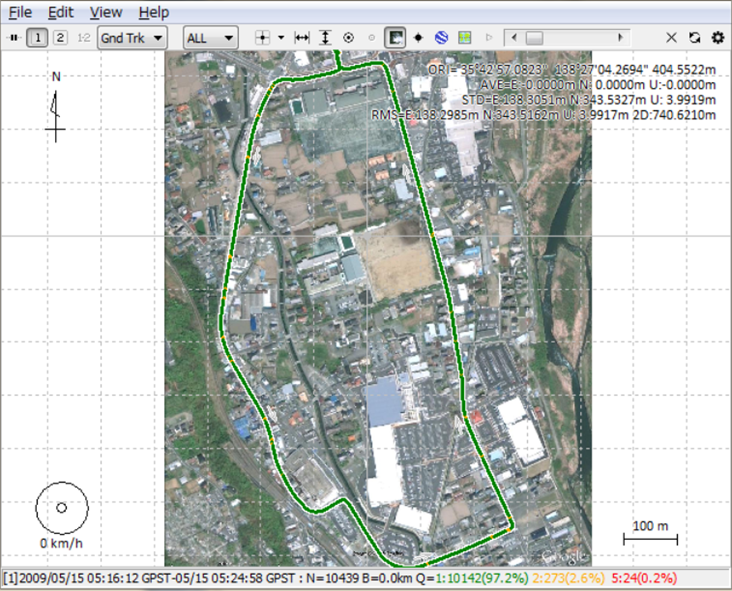 File Edit View Help
1 2 1-2 Gnd Trk ALL
ORI= 35°42'57.0823" 138°27'04.2694" 404.5522m
AVE=E:-0.0000m N: 0.0000m U:-0.0000m
STD=E:138.3051m N:343.5327m U: 3.9919m
RMS=E:138.2985m N:343.5162m U: 3.9917m 2D:740.6210m
N
0 km/h
100 m
Google
[1]2009/05/15 05:16:12 GPST-05/15 05:24:58 GPST : N=10439 B=0.0km Q=1:10142(97.2%) 2:273(2.6%) 5:24(0.2%)